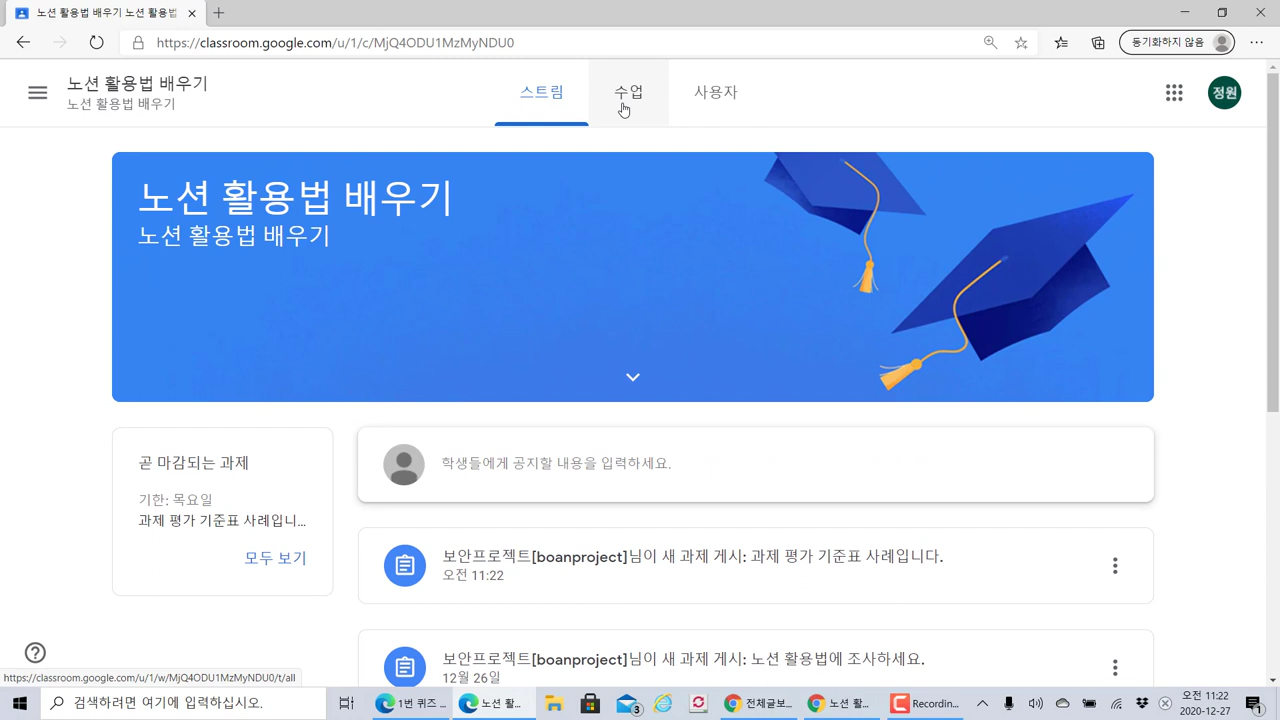 노션 활용법 배우기 노션 활용법
https://classroom.google.com/u/1/c/MjQ4ODU1MzMyNDU0
동기화하지 않음
노션 활용법 배우기
노션 활용법 배우기
스트림
수업
사용자
정원
노션 활용법 배우기
노션 활용법 배우기
곧 마감되는 과제
기한: 목요일
과제 평가 기준표 사례입니...
모두 보기
학생들에게 공지할 내용을 입력하세요.
보안프로젝트[boanproject]님이 새 과제 게시: 과제 평가 기준표 사례입니다.
오전 11:22
보안프로젝트[boanproject]님이 새 과제 게시: 노션 활용법에 조사하세요.
12월 26일
https://classroom.google.com/u/1/w/MjQ4ODU1MzMyNDU0/t/all
검색하려면 여기에 입력하십시오.
1번 퀴즈 ...
노션 활...
3
전체글보...
노션 활...
Recordin...
오전 11:22
2020-12-27
1